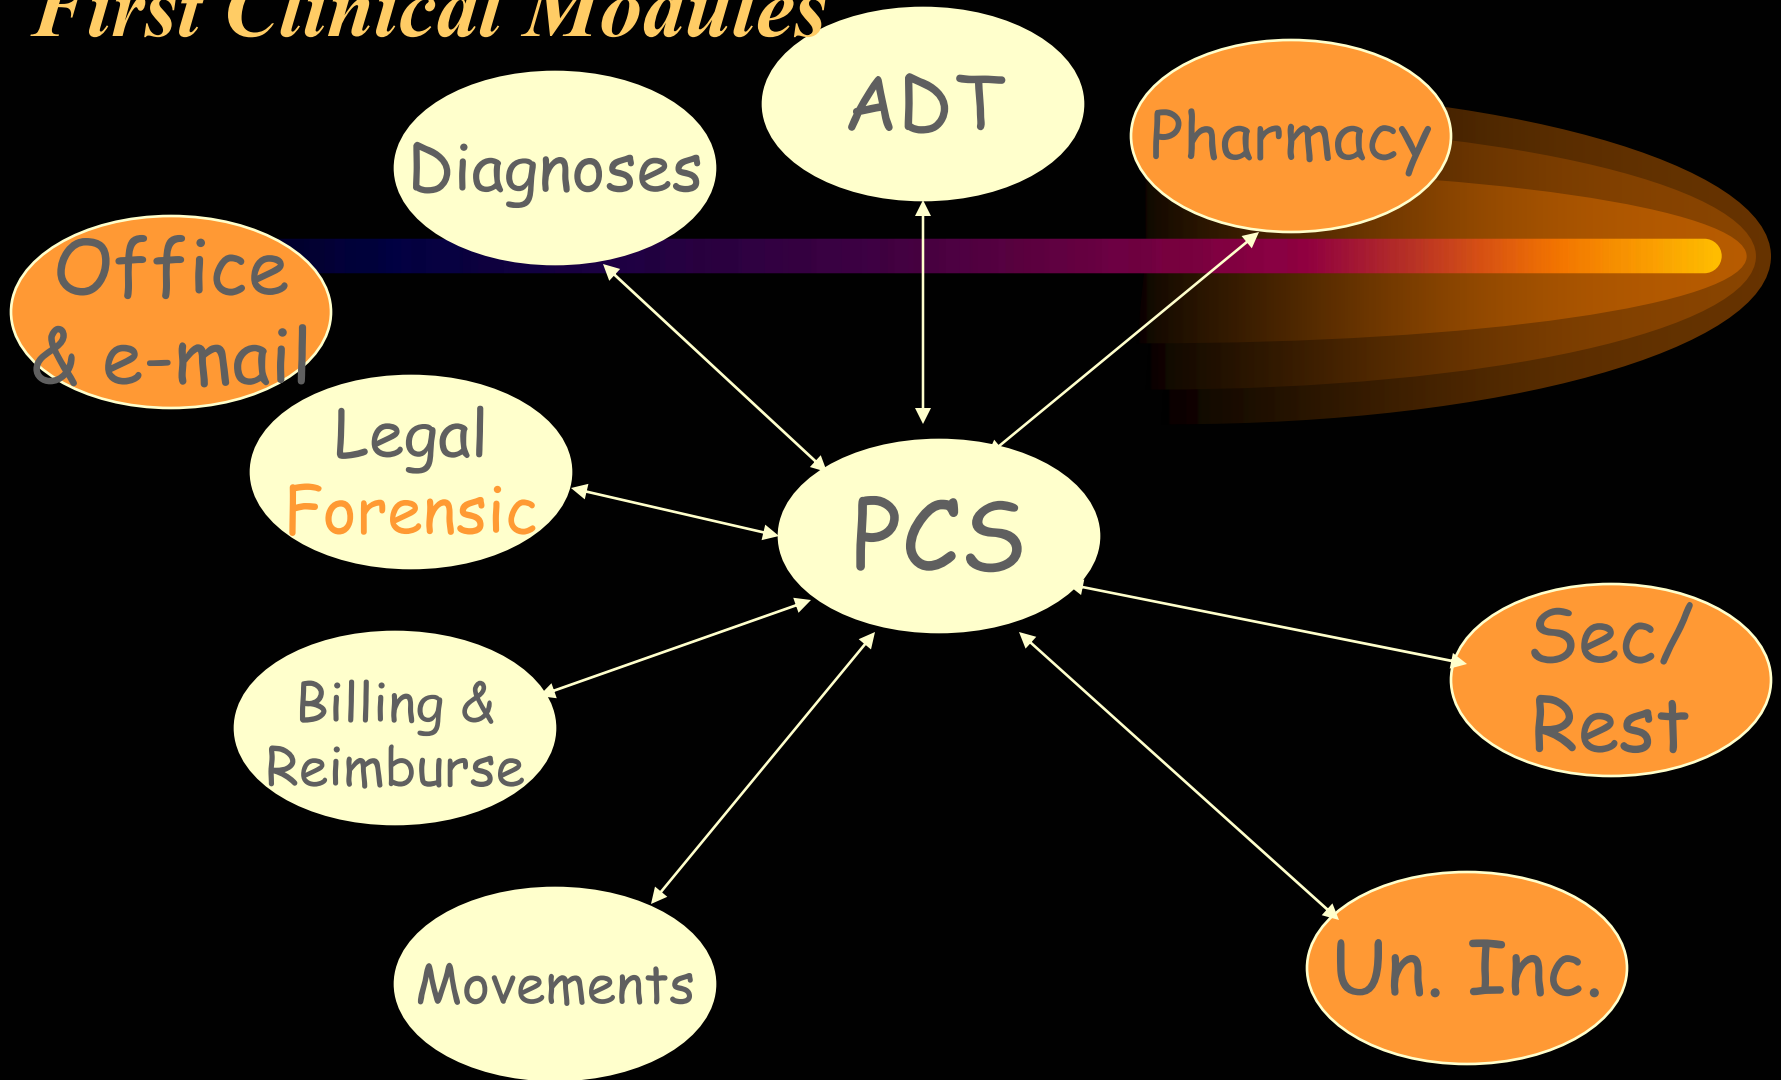 First Clinical Modules
ADT
Pharmacy
Diagnoses
Office
& e-mail
Legal
Forensic
PCS
Sec/
Rest
Billing &
Reimburse
Un. Inc.
Movements